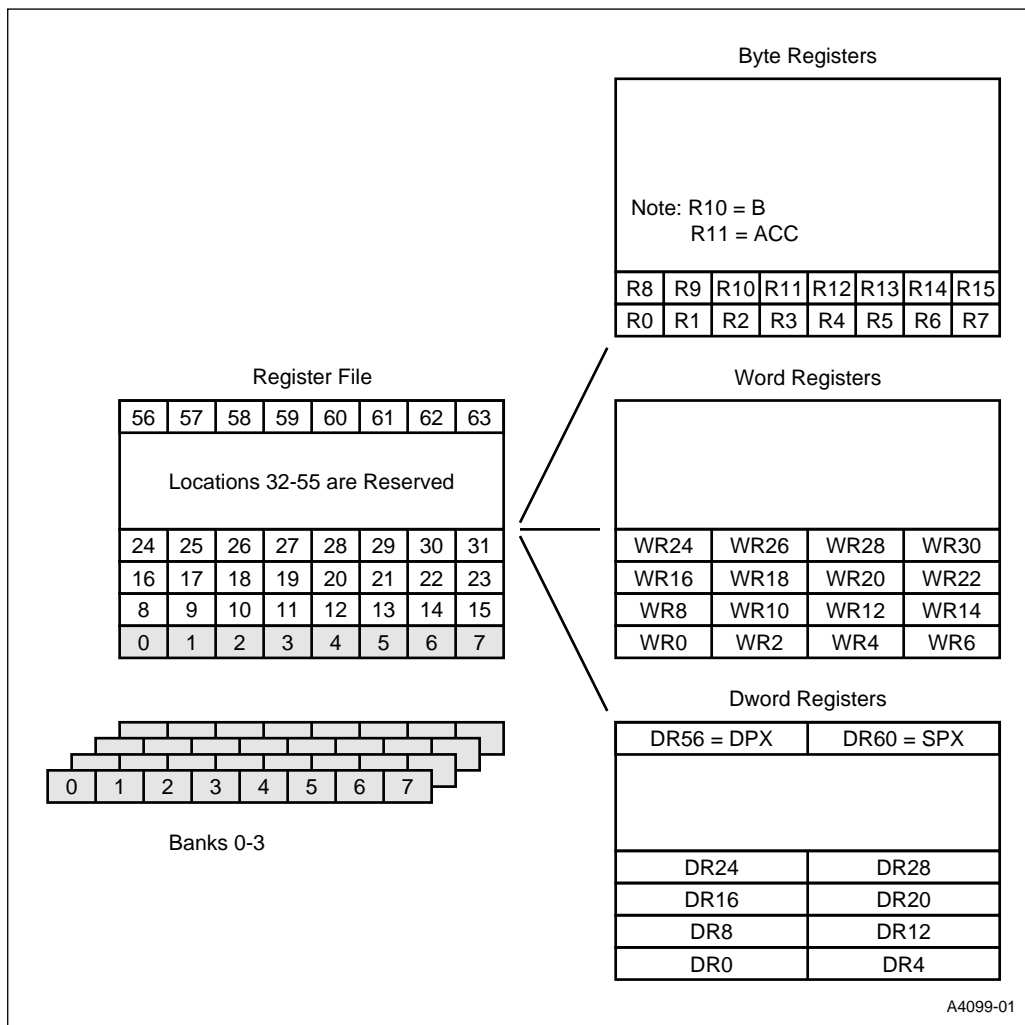 Byte Registers
Note: R10 = B
R11 = ACC
R8 R9 R10 R11 R12 R13 R14 R15
R0 R1 R2 R3 R4 R5 R6 R7
Register File
56 57 58 59 60 61 62 63
Locations 32-55 are Reserved
24 25 26 27 28 29 30 31
16 17 18 19 20 21 22 23
8 9 10 11 12 13 14 15
0 1 2 3 4 5 6 7
Word Registers
WR24 WR26 WR28 WR30
WR16 WR18 WR20 WR22
WR8 WR10 WR12 WR14
WR0 WR2 WR4 WR6
0 1 2 3 4 5 6 7
Banks 0-3
Dword Registers
DR56 = DPX DR60 = SPX
DR24 DR28
DR16 DR20
DR8 DR12
DR0 DR4
A4099-01